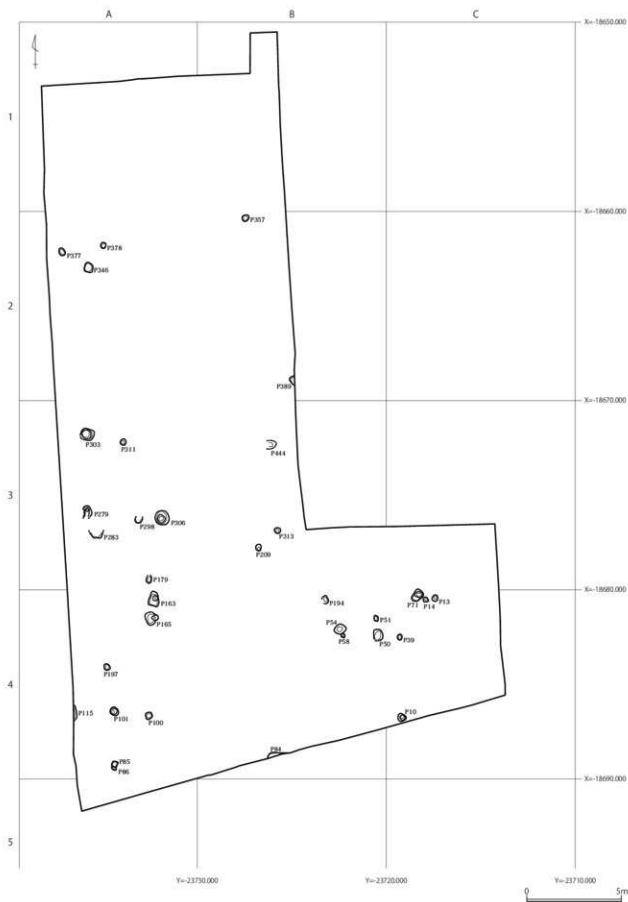 A B C
X=-18650.000
1
X=-18660.000
P357
P378
P377
P346
2
P389
X=-18670.000
P303
P311
P444
3
P279
P298
P306
P283
P313
P209
X=-18680.000
P179
P163
P194
P71
P14
P13
P165
P51
P54
P58
P50
P39
P197
4
P115
P101
P100
P10
P84
P85
P86
X=-18690.000
5
Y=-23730.000 Y=-23720.000 Y=-23710.000
0 5m